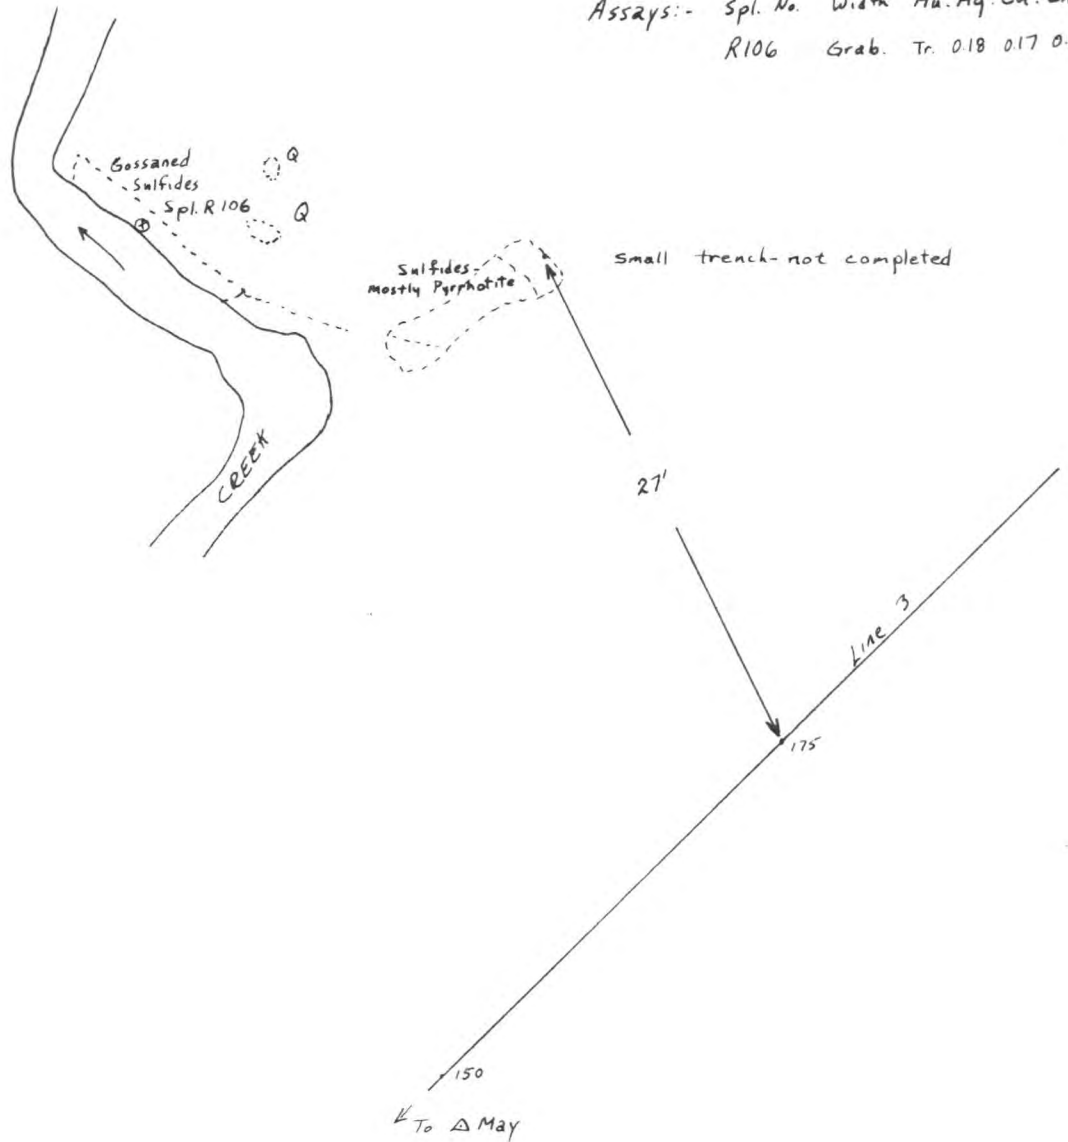 Assays:- Spl. No. Width Au. Ag. Cu.
R106 Grab. Tr. 0.18 0.17
Gossaned
Sulfides
Spl. R 106
Q
Q
Sulfides-
mostly Pyrrhotite
Small trench-not completed
CREEK
27'
Line 3
175
150
To △ May